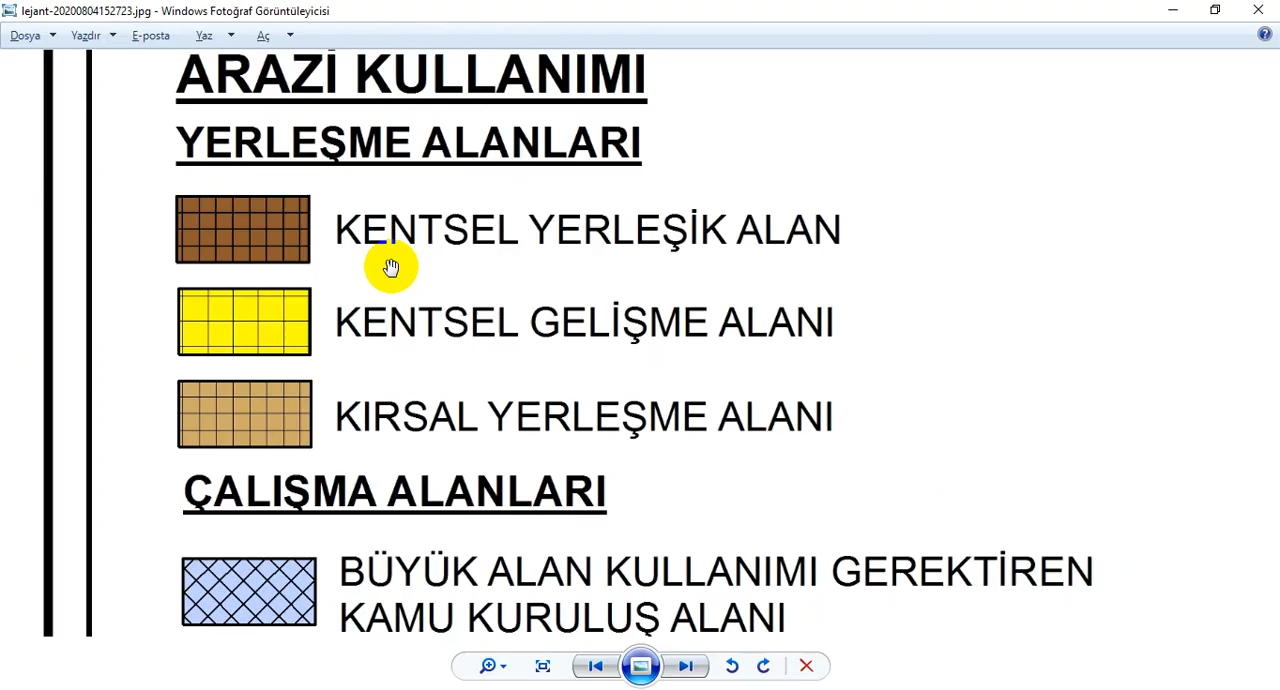 lejant-20200804152723.jpg - Windows Fotoğraf Görüntüleyicisi
Dosya Yazdır E-posta Yaz Aç
ARAZİ KULLANIMI
YERLEŞME ALANLARI
KENTSEL YERLEŞİK ALAN
KENTSEL GELİŞME ALANI
KIRSAL YERLEŞME ALANI
ÇALIŞMA ALANLARI
BÜYÜK ALAN KULLANIMI GEREKTİREN
KAMU KURULUŞ ALANI